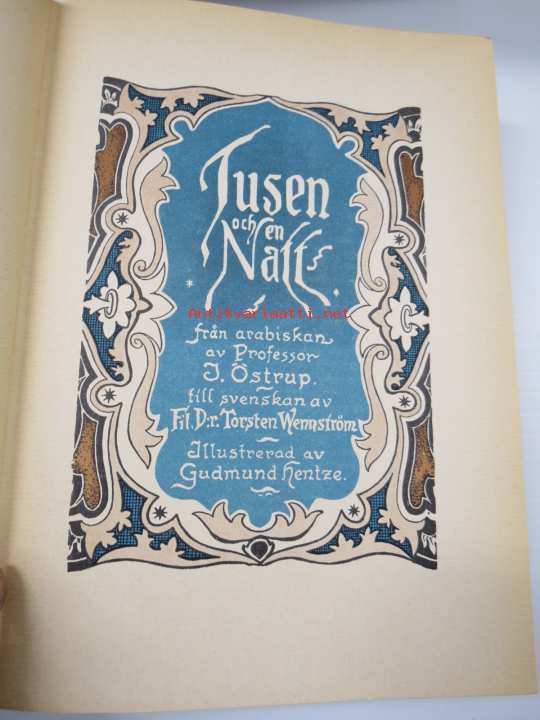 Tusen
och en
Natt
från arabiskan
av Professor
J. Östrup.
till svenskan av
Fil. D:r. Torsten Wennström
Illustrerad av
Gudmund Hentze.
Antikvariaatti.net